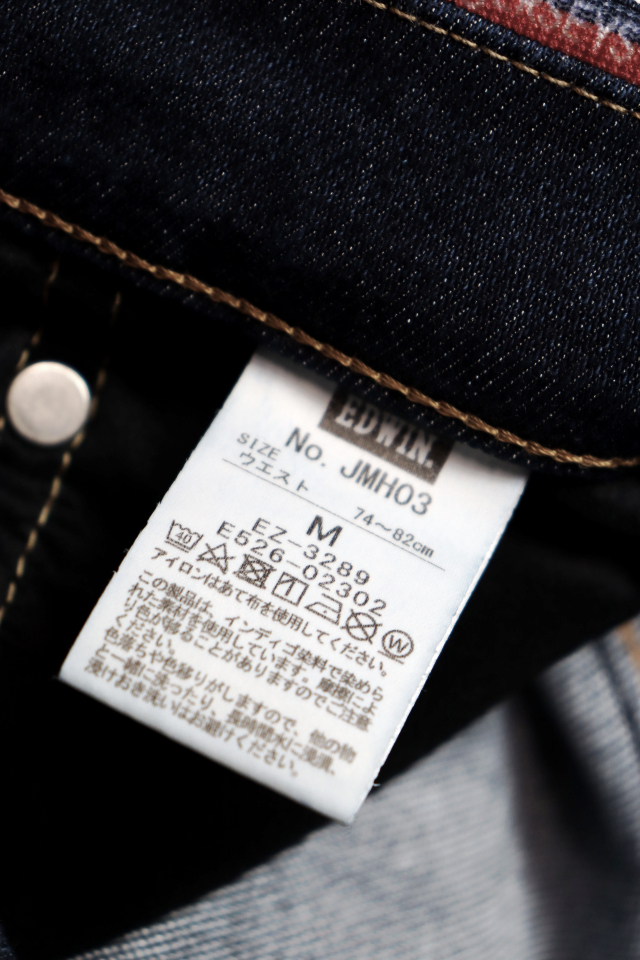 EDWIN.
No. JMH03
SIZE
ウエスト 74〜82cm
M
EZ-3289
E526-02302
40 W
アイロンはあて布を使用してください。
この製品は、インディゴ染料で染めら
れた素材を使用しています。摩擦によ
り色が移ることがありますのでご注意
ください。
色落ちや色移りがしますので、他の物
と一緒に洗ったり、長時間水に浸漬、
漬けおき洗いはお避けください。